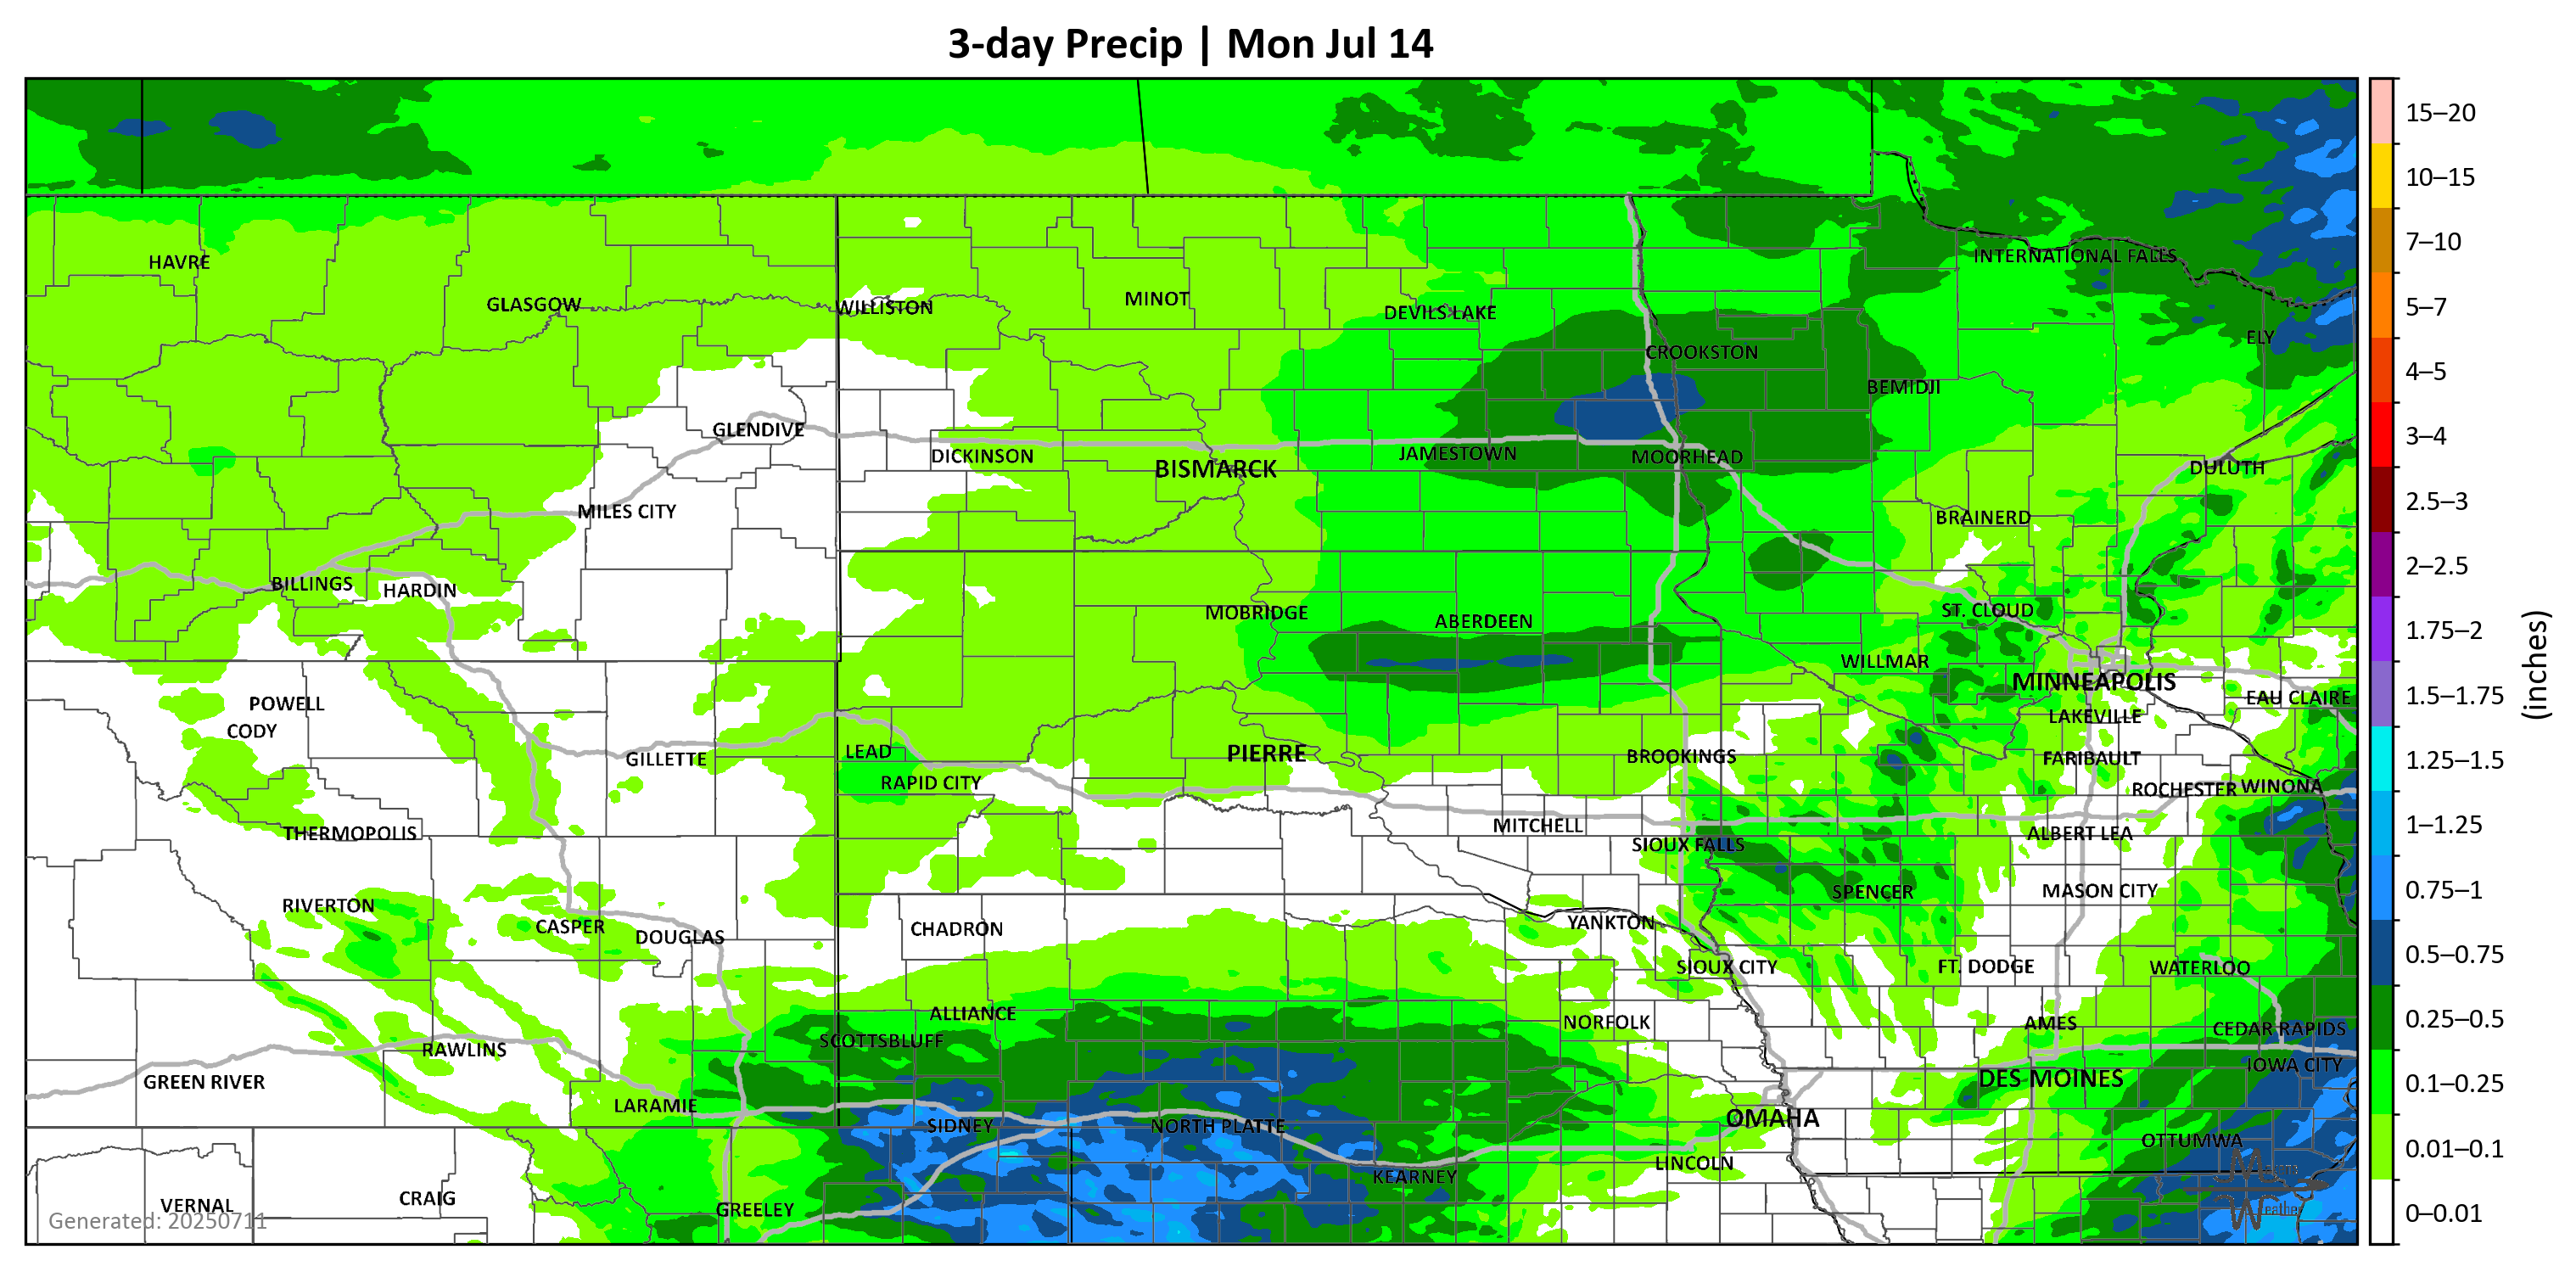 3-day Precip | Mon Jul 14
15–20
10–15
7–10
5–7
4–5
3–4
2.5–3
2–2.5
1.75–2
1.5–1.75
1.25–1.5
1–1.25
0.75–1
0.5–0.75
0.25–0.5
0.1–0.25
0.01–0.1
0–0.01
(inches)
INTERNATIONAL FALLS
HAVRE
MINOT
GLASGOW
WILLISTON
DEVILS LAKE
ELY
CROOKSTON
BEMIDJI
GLENDIVE
DICKINSON
JAMESTOWN
MOORHEAD
BISMARCK
DULUTH
MILES CITY
BRAINERD
BILLINGS
HARDIN
MOBRIDGE
ABERDEEN
ST. CLOUD
WILLMAR
MINNEAPOLIS
EAU CLAIRE
POWELL
LAKEVILLE
CODY
LEAD
PIERRE
GILLETTE
BROOKINGS
FARIBAULT
RAPID CITY
ROCHESTER
WINONA
THERMOPOLIS
MITCHELL
ALBERT LEA
SIOUX FALLS
SPENCER
MASON CITY
RIVERTON
CASPER
CHADRON
YANKTON
DOUGLAS
SIOUX CITY
FT. DODGE
WATERLOO
ALLIANCE
NORFOLK
AMES
CEDAR RAPIDS
SCOTTSBLUFF
RAWLINS
IOWA CITY
GREEN RIVER
DES MOINES
LARAMIE
OMAHA
SIDNEY
NORTH PLATTE
OTTUMWA
LINCOLN
KEARNEY
VERNAL
CRAIG
GREELEY
Generated: 20250711
Weather